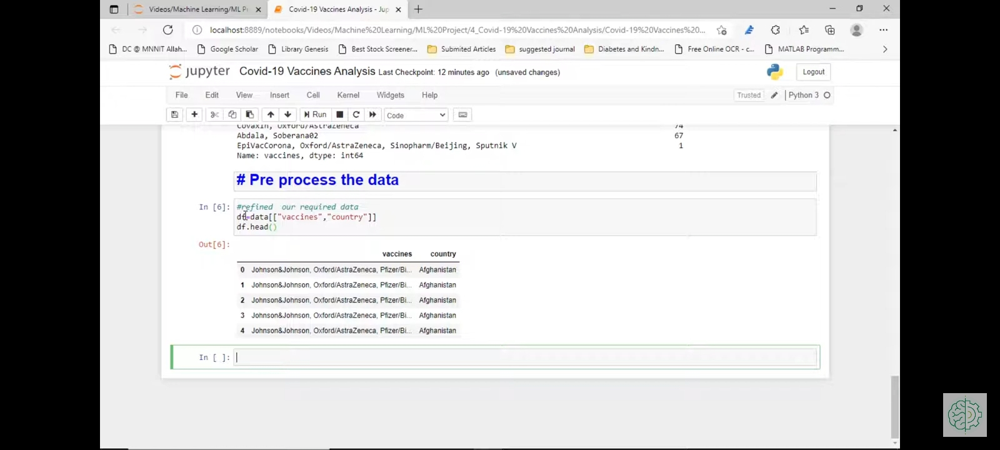 Videos/Machine Learning/ML Pr
Covid-19 Vaccines Analysis - Jup
localhost:8889/notebooks/Videos/Machine%20Learning/ML%20Project/4_Covid-19%20Vaccines%20Analysis/Covid-19%20Vaccines%20...
DC @ MNNIT Allah...
Google Scholar
Library Genesis
Best Stock Screener...
Submited Articles
suggested journal
Diabetes and Kindn...
Free Online OCR - c...
MATLAB Programm...
jupyter Covid-19 Vaccines Analysis Last Checkpoint: 12 minutes ago (unsaved changes)
Logout
File Edit View Insert Cell Kernel Widgets Help
Trusted
Python 3
Run
Code
Covaxin, Oxford/AstraZeneca 74
Abdala, Soberana02 67
EpiVacCorona, Oxford/AstraZeneca, Sinopharm/Beijing, Sputnik V 1
Name: vaccines, dtype: int64
# Pre process the data
In [6]: #refined our required data
df=data[["vaccines","country"]]
df.head()
Out[6]:
vaccines country
0 Johnson&Johnson, Oxford/AstraZeneca, Pfizer/Bi... Afghanistan
1 Johnson&Johnson, Oxford/AstraZeneca, Pfizer/Bi... Afghanistan
2 Johnson&Johnson, Oxford/AstraZeneca, Pfizer/Bi... Afghanistan
3 Johnson&Johnson, Oxford/AstraZeneca, Pfizer/Bi... Afghanistan
4 Johnson&Johnson, Oxford/AstraZeneca, Pfizer/Bi... Afghanistan
In [ ]: